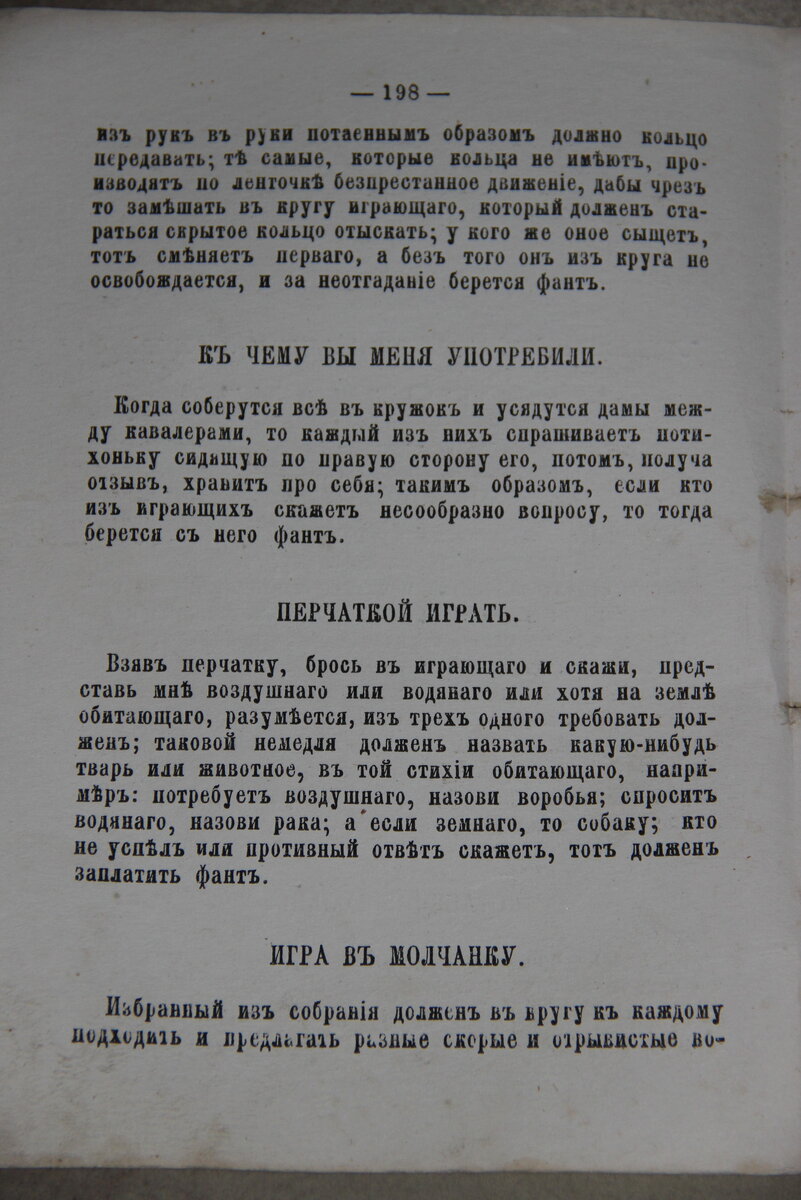 — 198 —
изъ рукъ въ руки потаеннымъ образомъ должно кольцо
передавать; тѣ самые, которые кольца не имѣютъ, про-
изводятъ по ленточкѣ безпрестанное движеніе, дабы чрезъ
то замѣшать въ кругу играющаго, который долженъ ста-
раться скрытое кольцо отыскать; у кого же оное сыщетъ,
тотъ смѣняетъ перваго, а безъ того онъ изъ круга не
освобождается, и за неотгаданіе берется фантъ.
КЪ ЧЕМУ ВЫ МЕНЯ УПОТРЕБИЛИ.
Когда соберутся всѣ въ кружокъ и усядутся дамы меж-
ду кавалерами, то каждый изъ нихъ спрашиваетъ поти-
хоньку сидящую по правую сторону его, потомъ, получа
отзывъ, хранитъ про себя; такимъ образомъ, если кто
изъ играющихъ скажетъ несообразно вопросу, то тогда
берется съ него фантъ.
ПЕРЧАТКОЙ ИГРАТЬ.
Взявъ перчатку, брось въ играющаго и скажи, пред-
ставь мнѣ воздушнаго или водянаго или хотя на землѣ
обитающаго, разумѣется, изъ трехъ одного требовать дол-
женъ; таковой немедля долженъ назвать какую-нибудь
тварь или животное, въ той стихіи обитающаго, напри-
мѣръ: потребуетъ воздушнаго, назови воробья; спроситъ
водянаго, назови рака; а если земнаго, то собаку; кто
не успѣлъ или противный отвѣтъ скажетъ, тотъ долженъ
заплатить фантъ.
ИГРА ВЪ МОЛЧАНКУ.
Избранный изъ собранія долженъ въ кругу къ каждому
подходить и предлагать разные скорые и отрывистые во-